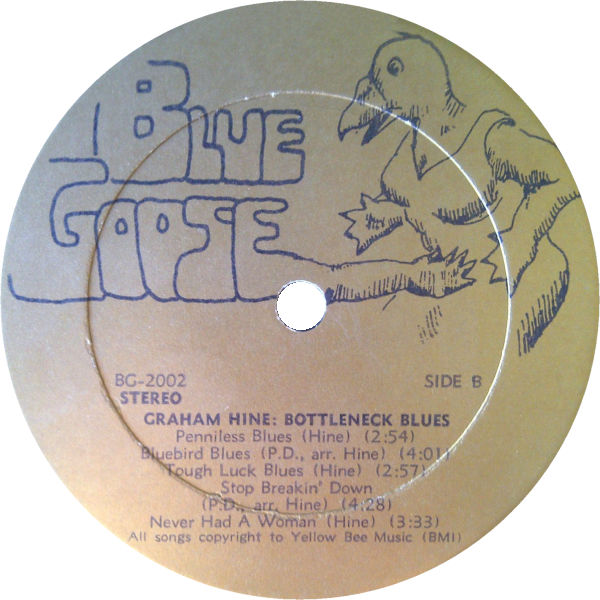 BLUE
GOOSE
BG-2002 SIDE B
STEREO
GRAHAM HINE: BOTTLENECK BLUES
Penniless Blues (Hine) (2:54)
Bluebird Blues (P.D., arr. Hine) (4:01)
Tough Luck Blues (Hine) (2:57)
Stop Breakin' Down
(P.D., arr. Hine) (4:28)
Never Had A Woman (Hine) (3:33)
All songs copyright to Yellow Bee Music (BMI)